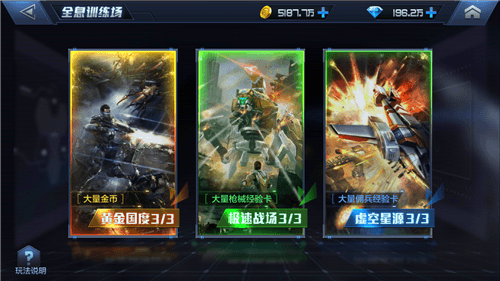 全息训练场
5187.7万
196.2万
[大量金币]
黄金国度3/3
[大量枪械经验卡]
极速战场3/3
[大量佣兵经验卡]
虚空星源3/3
?
玩法说明